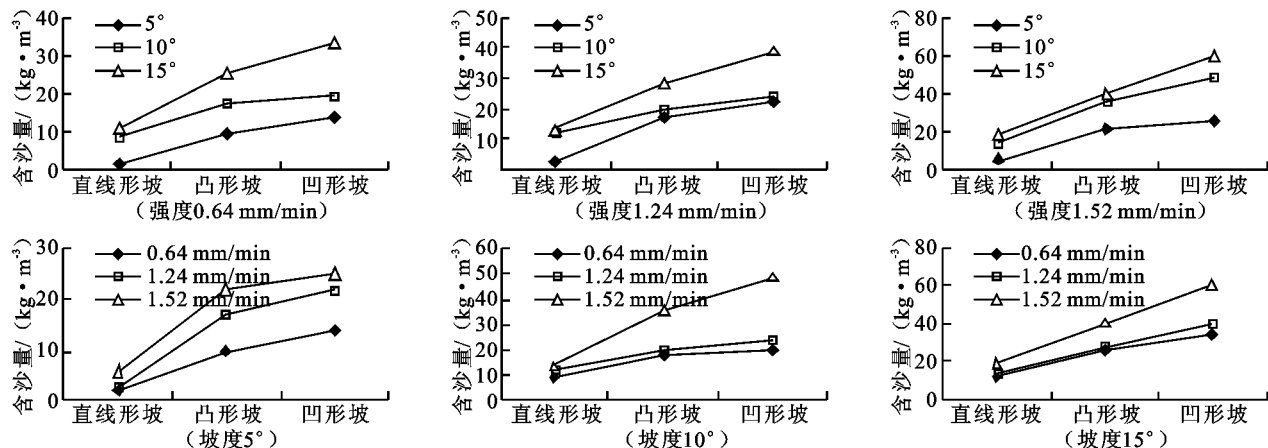 含沙量/(kg·m⁻³)
40
30
20
10
0
5°
10°
15°
直线形坡 凸形坡 凹形坡
(强度0.64 mm/min)
含沙量/(kg·m⁻³)
50
40
30
20
10
0
5°
10°
15°
直线形坡 凸形坡 凹形坡
(强度1.24 mm/min)
含沙量/(kg·m⁻³)
80
60
40
20
0
5°
10°
15°
直线形坡 凸形坡 凹形坡
(强度1.52 mm/min)
含沙量/(kg·m⁻³)
30
20
10
0
0.64 mm/min
1.24 mm/min
1.52 mm/min
直线形坡 凸形坡 凹形坡
(坡度5°)
含沙量/(kg·m⁻³)
60
50
40
30
20
10
0
0.64 mm/min
1.24 mm/min
1.52 mm/min
直线形坡 凸形坡 凹形坡
(坡度10°)
含沙量/(kg·m⁻³)
80
60
40
20
0
0.64 mm/min
1.24 mm/min
1.52 mm/min
直线形坡 凸形坡 凹形坡
(坡度15°)